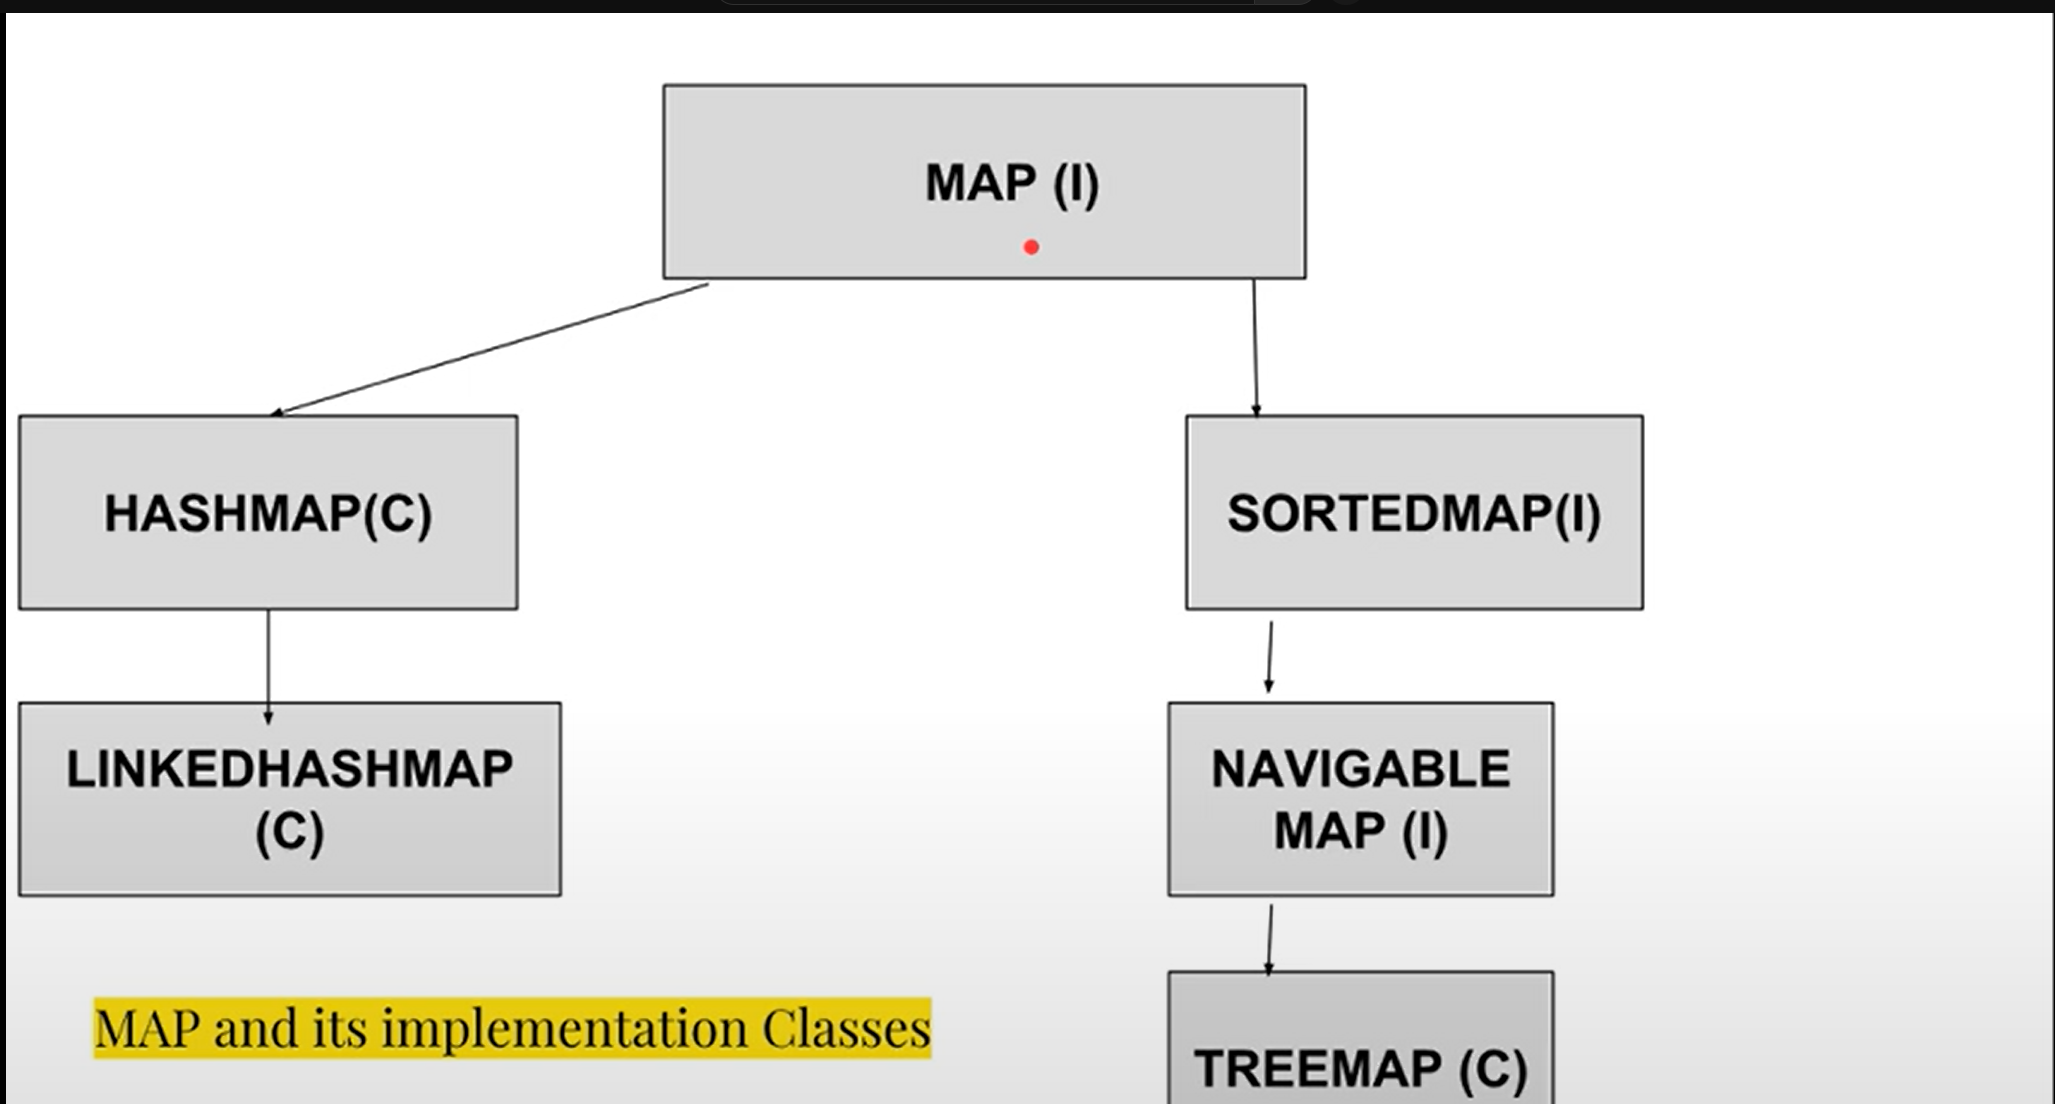 MAP (I)
HASHMAP(C)
SORTEDMAP(I)
LINKEDHASHMAP
(C)
NAVIGABLE
MAP (I)
MAP and its implementation Classes
TREEMAP (C)